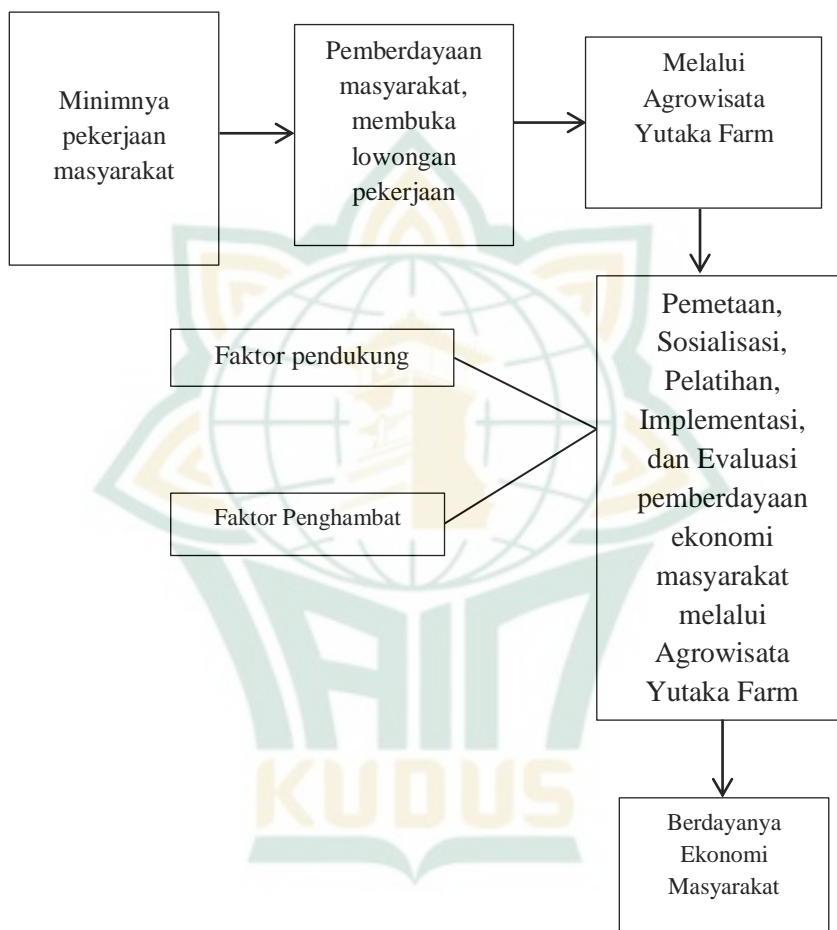 Minimnya
pekerjaan
masyarakat
Pemberdayaan
masyarakat,
membuka
lowongan
pekerjaan
Melalui
Agrowisata
Yutaka Farm
Pemetaan,
Sosialisasi,
Pelatihan,
Implementasi,
dan Evaluasi
pemberdayaan
ekonomi
masyarakat
melalui
Agrowisata
Yutaka Farm
Faktor pendukung
Faktor Penghambat
Berdayanya
Ekonomi
Masyarakat
IAIN
KUDUS